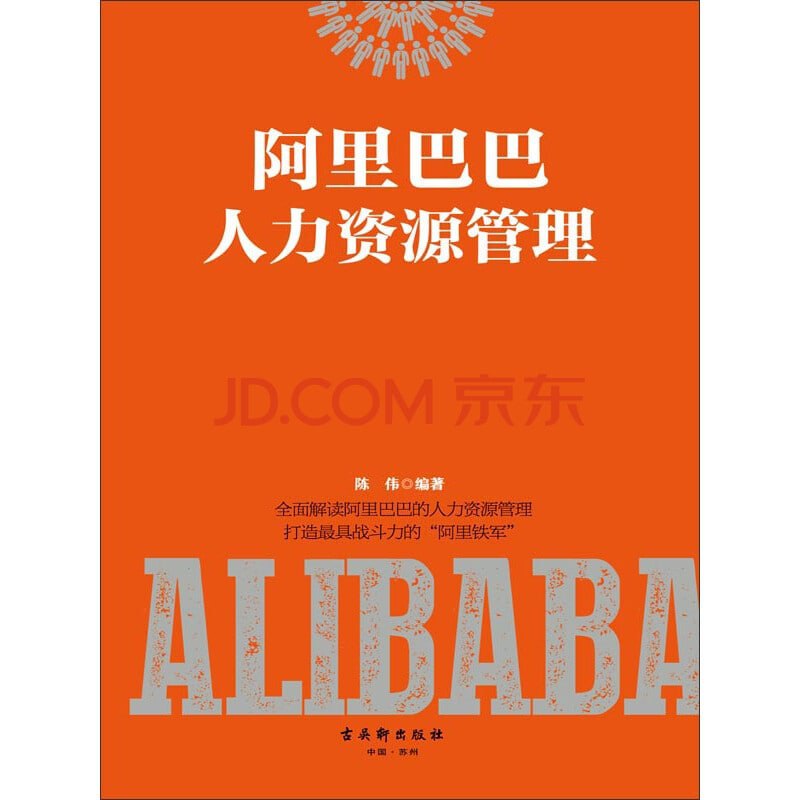 阿里巴巴
人力资源管理
JD.COM 京东
陈 伟◎编著
全面解读阿里巴巴的人力资源管理
打造最具战斗力的“阿里铁军”
ALIBABA
古吴轩出版社
中国·苏州